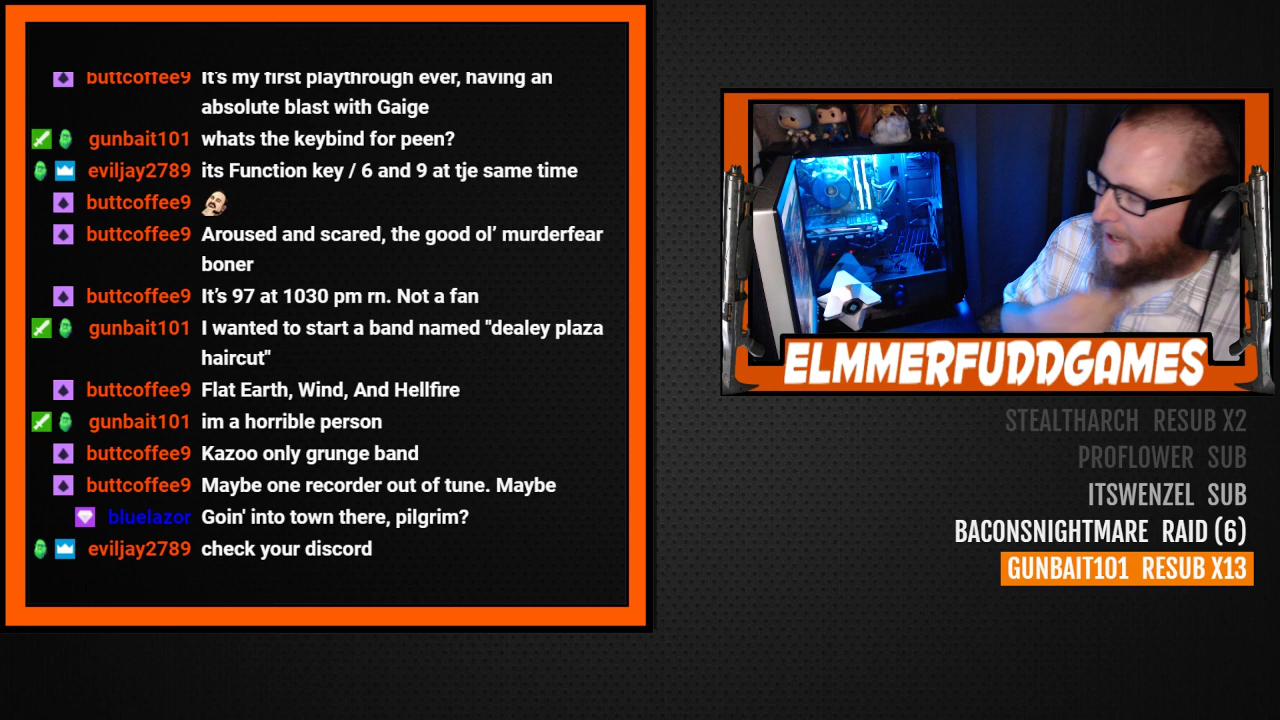 buttcoffee9 It's my first playthrough ever, having an
absolute blast with Gaige
gunbait101 whats the keybind for peen?
eviljay2789 its Function key / 6 and 9 at tje same time
buttcoffee9
buttcoffee9 Aroused and scared, the good ol’ murderfear
boner
buttcoffee9 It’s 97 at 1030 pm rn. Not a fan
gunbait101 I wanted to start a band named "dealey plaza
haircut"
buttcoffee9 Flat Earth, Wind, And Hellfire
gunbait101 im a horrible person
buttcoffee9 Kazoo only grunge band
buttcoffee9 Maybe one recorder out of tune. Maybe
bluelazor Goin' into town there, pilgrim?
eviljay2789 check your discord
ELMMERFUDDGAMES
STEALTHARCH RESUB X2
PROFLOWER SUB
ITSWENZEL SUB
BACONSNIGHTMARE RAID (6)
GUNBAIT101 RESUB X13